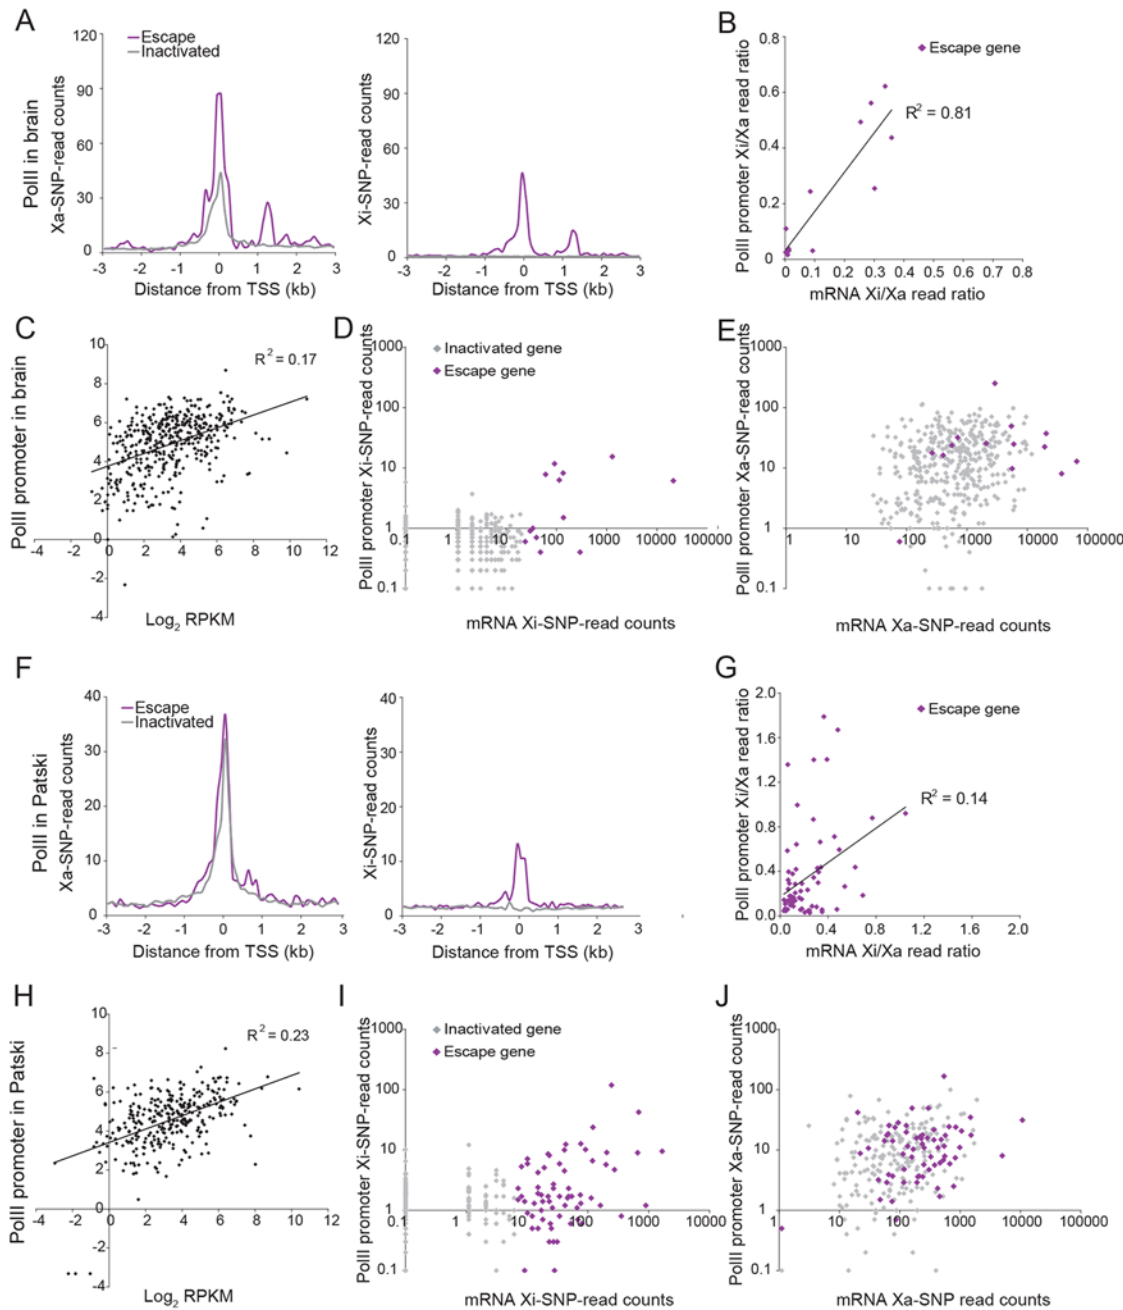 A
PolII in brain
Xa-SNP-read counts
120
90
60
30
0
Escape
Inactivated
-3 -2 -1 0 1 2 3
Distance from TSS (kb)
Xi-SNP-read counts
120
90
60
30
0
-3 -2 -1 0 1 2 3
Distance from TSS (kb)
B
PolII promoter Xi/Xa read ratio
0.8
0.6
0.4
0.2
0
Escape gene
R² = 0.81
0 0.1 0.2 0.3 0.4 0.5 0.6 0.7 0.8
mRNA Xi/Xa read ratio
C
PolII promoter in brain
10
8
6
4
2
0
-2
-4
R² = 0.17
-4 -2 0 2 4 6 8 10 12
Log₂ RPKM
D
PolII promoter Xi-SNP-read counts
1000
100
10
1
0.1
Inactivated gene
Escape gene
0.1 1 10 100 1000 10000 100000
mRNA Xi-SNP-read counts
E
PolII promoter Xa-SNP-read counts
1000
100
10
1
0.1
1 10 100 1000 10000 100000
mRNA Xa-SNP-read counts
F
PolII in Patski
Xa-SNP-read counts
40
30
20
10
0
Escape
Inactivated
-3 -2 -1 0 1 2 3
Distance from TSS (kb)
Xi-SNP-read counts
40
30
20
10
0
-3 -2 -1 0 1 2 3
Distance from TSS (kb)
G
PolII promoter Xi/Xa read ratio
2.0
1.6
1.2
0.8
0.4
0.0
Escape gene
R² = 0.14
0.0 0.4 0.8 1.2 1.6 2.0
mRNA Xi/Xa read ratio
H
PolII promoter in Patski
10
8
6
4
2
0
-2
-4
R² = 0.23
-4 -2 0 2 4 6 8 10 12
Log₂ RPKM
I
PolII promoter Xi-SNP-read counts
1000
100
10
1
0.1
Inactivated gene
Escape gene
0.1 1 10 100 1000 10000
mRNA Xi-SNP-read counts
J
PolII promoter Xa-SNP-read counts
1000
100
10
1
0.1
1 10 100 1000 10000 100000
mRNA Xa-SNP read counts